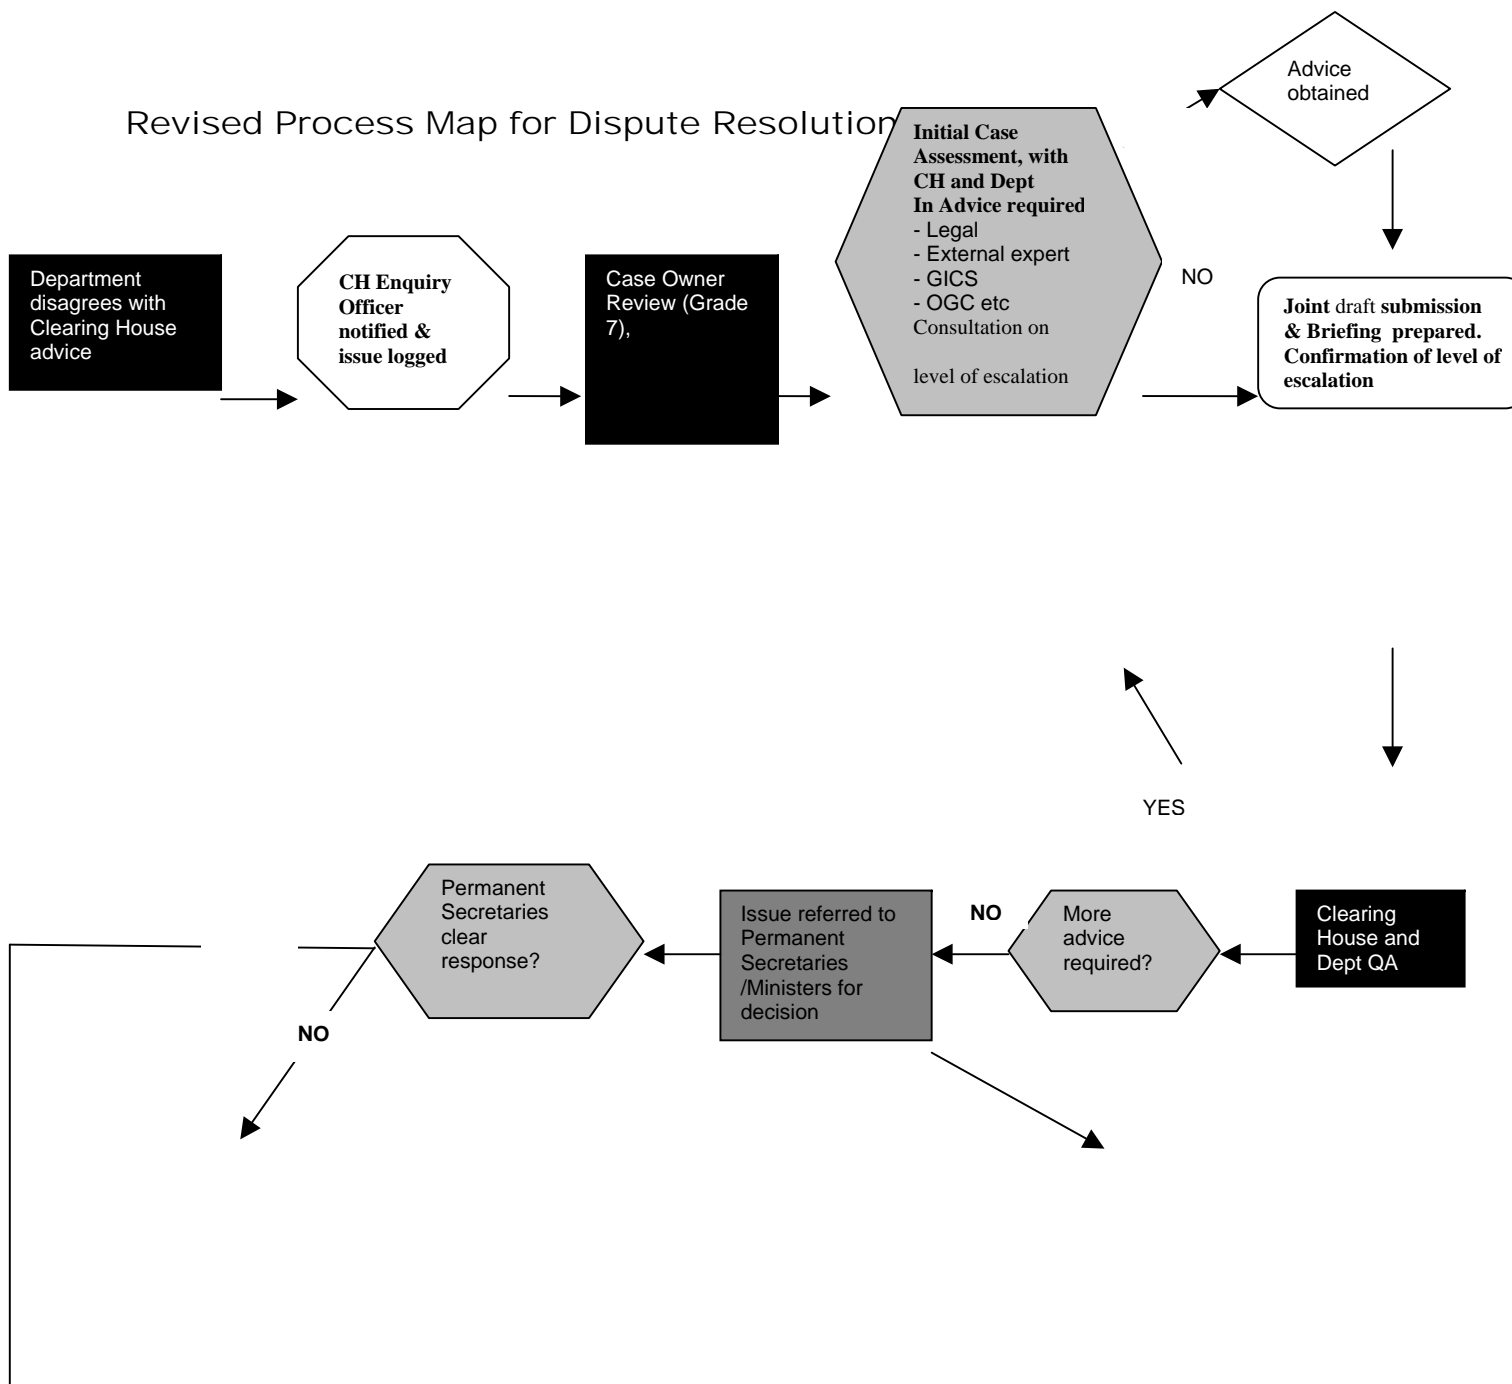 Advice
obtained
Revised Process Map for Dispute Resolution
Initial Case
Assessment, with
CH and Dept
In Advice required
- Legal
- External expert
- GICS
- OGC etc
Consultation on
level of escalation
Department
disagrees with
Clearing House
advice
CH Enquiry
Officer
notified &
issue logged
Case Owner
Review (Grade
7),
NO
Joint draft submission
& Briefing prepared.
Confirmation of level of
escalation
YES
Permanent
Secretaries
clear
response?
Issue referred to
Permanent
Secretaries
/Ministers for
decision
NO
More
advice
required?
Clearing
House and
Dept QA
NO